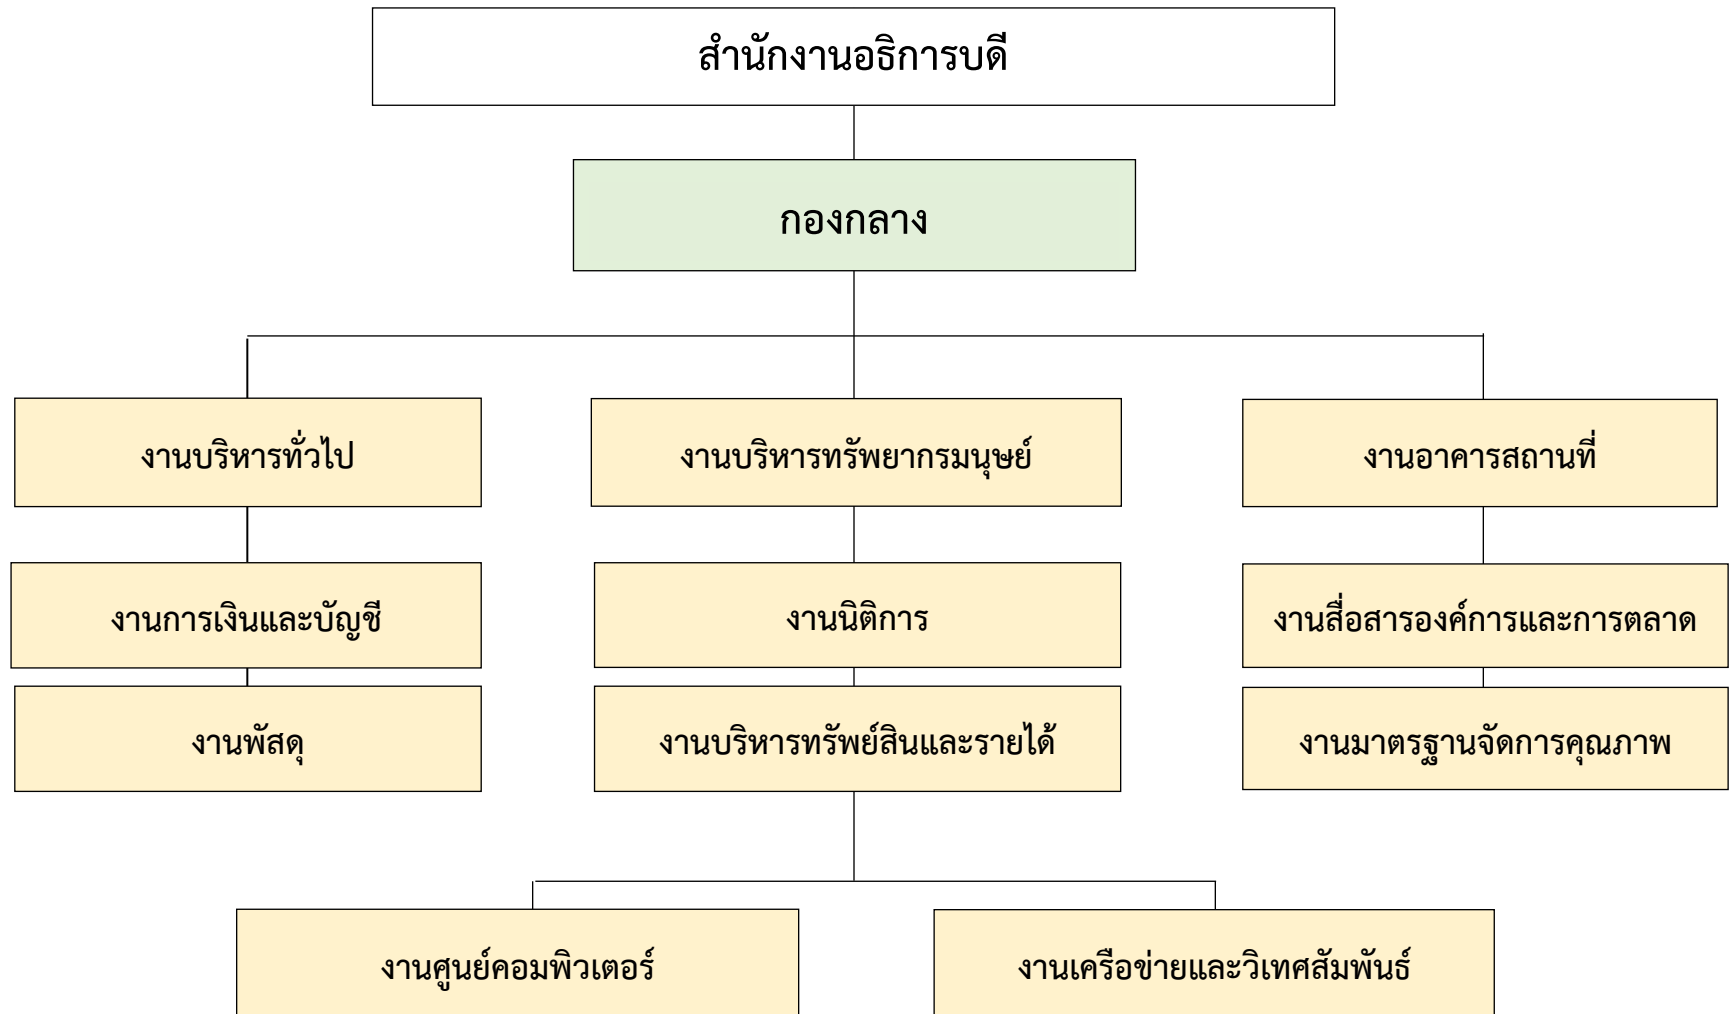 สำนักงานอธิการบดี
กองกลาง
งานบริหารทั่วไป
งานบริหารทรัพยากรมนุษย์
งานอาคารสถานที่
งานการเงินและบัญชี
งานนิติการ
งานสื่อสารองค์การและการตลาด
งานพัสดุ
งานบริหารทรัพย์สินและรายได้
งานมาตรฐานจัดการคุณภาพ
งานศูนย์คอมพิวเตอร์
งานเครือข่ายและวิเทศสัมพันธ์